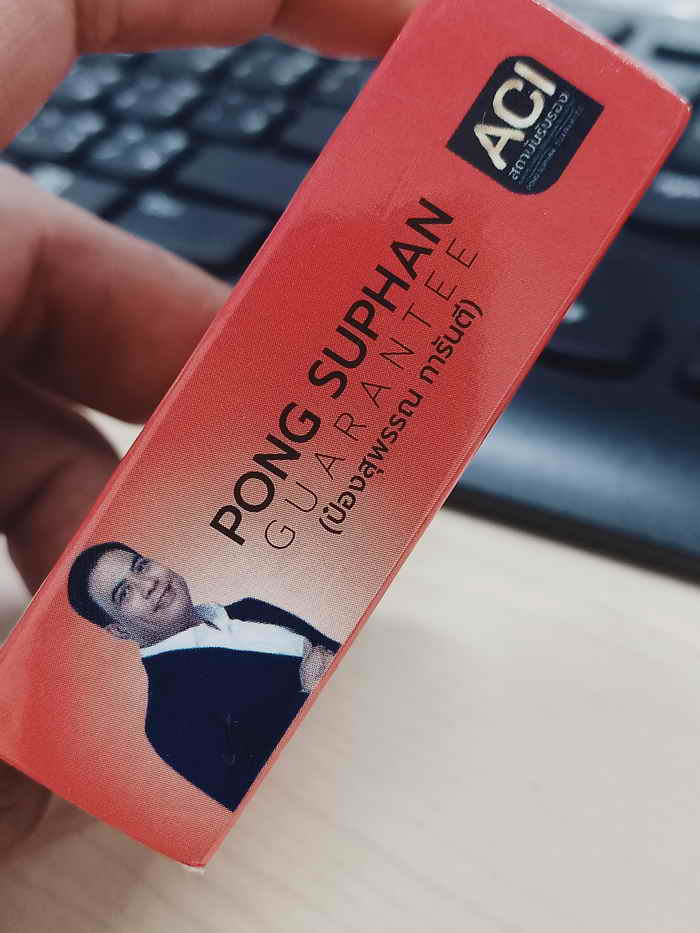 ACI
สถาบันรับรอง
PONG SUPHAN
GUARANTEE
(ป๋องสุพรรณ การันตี)